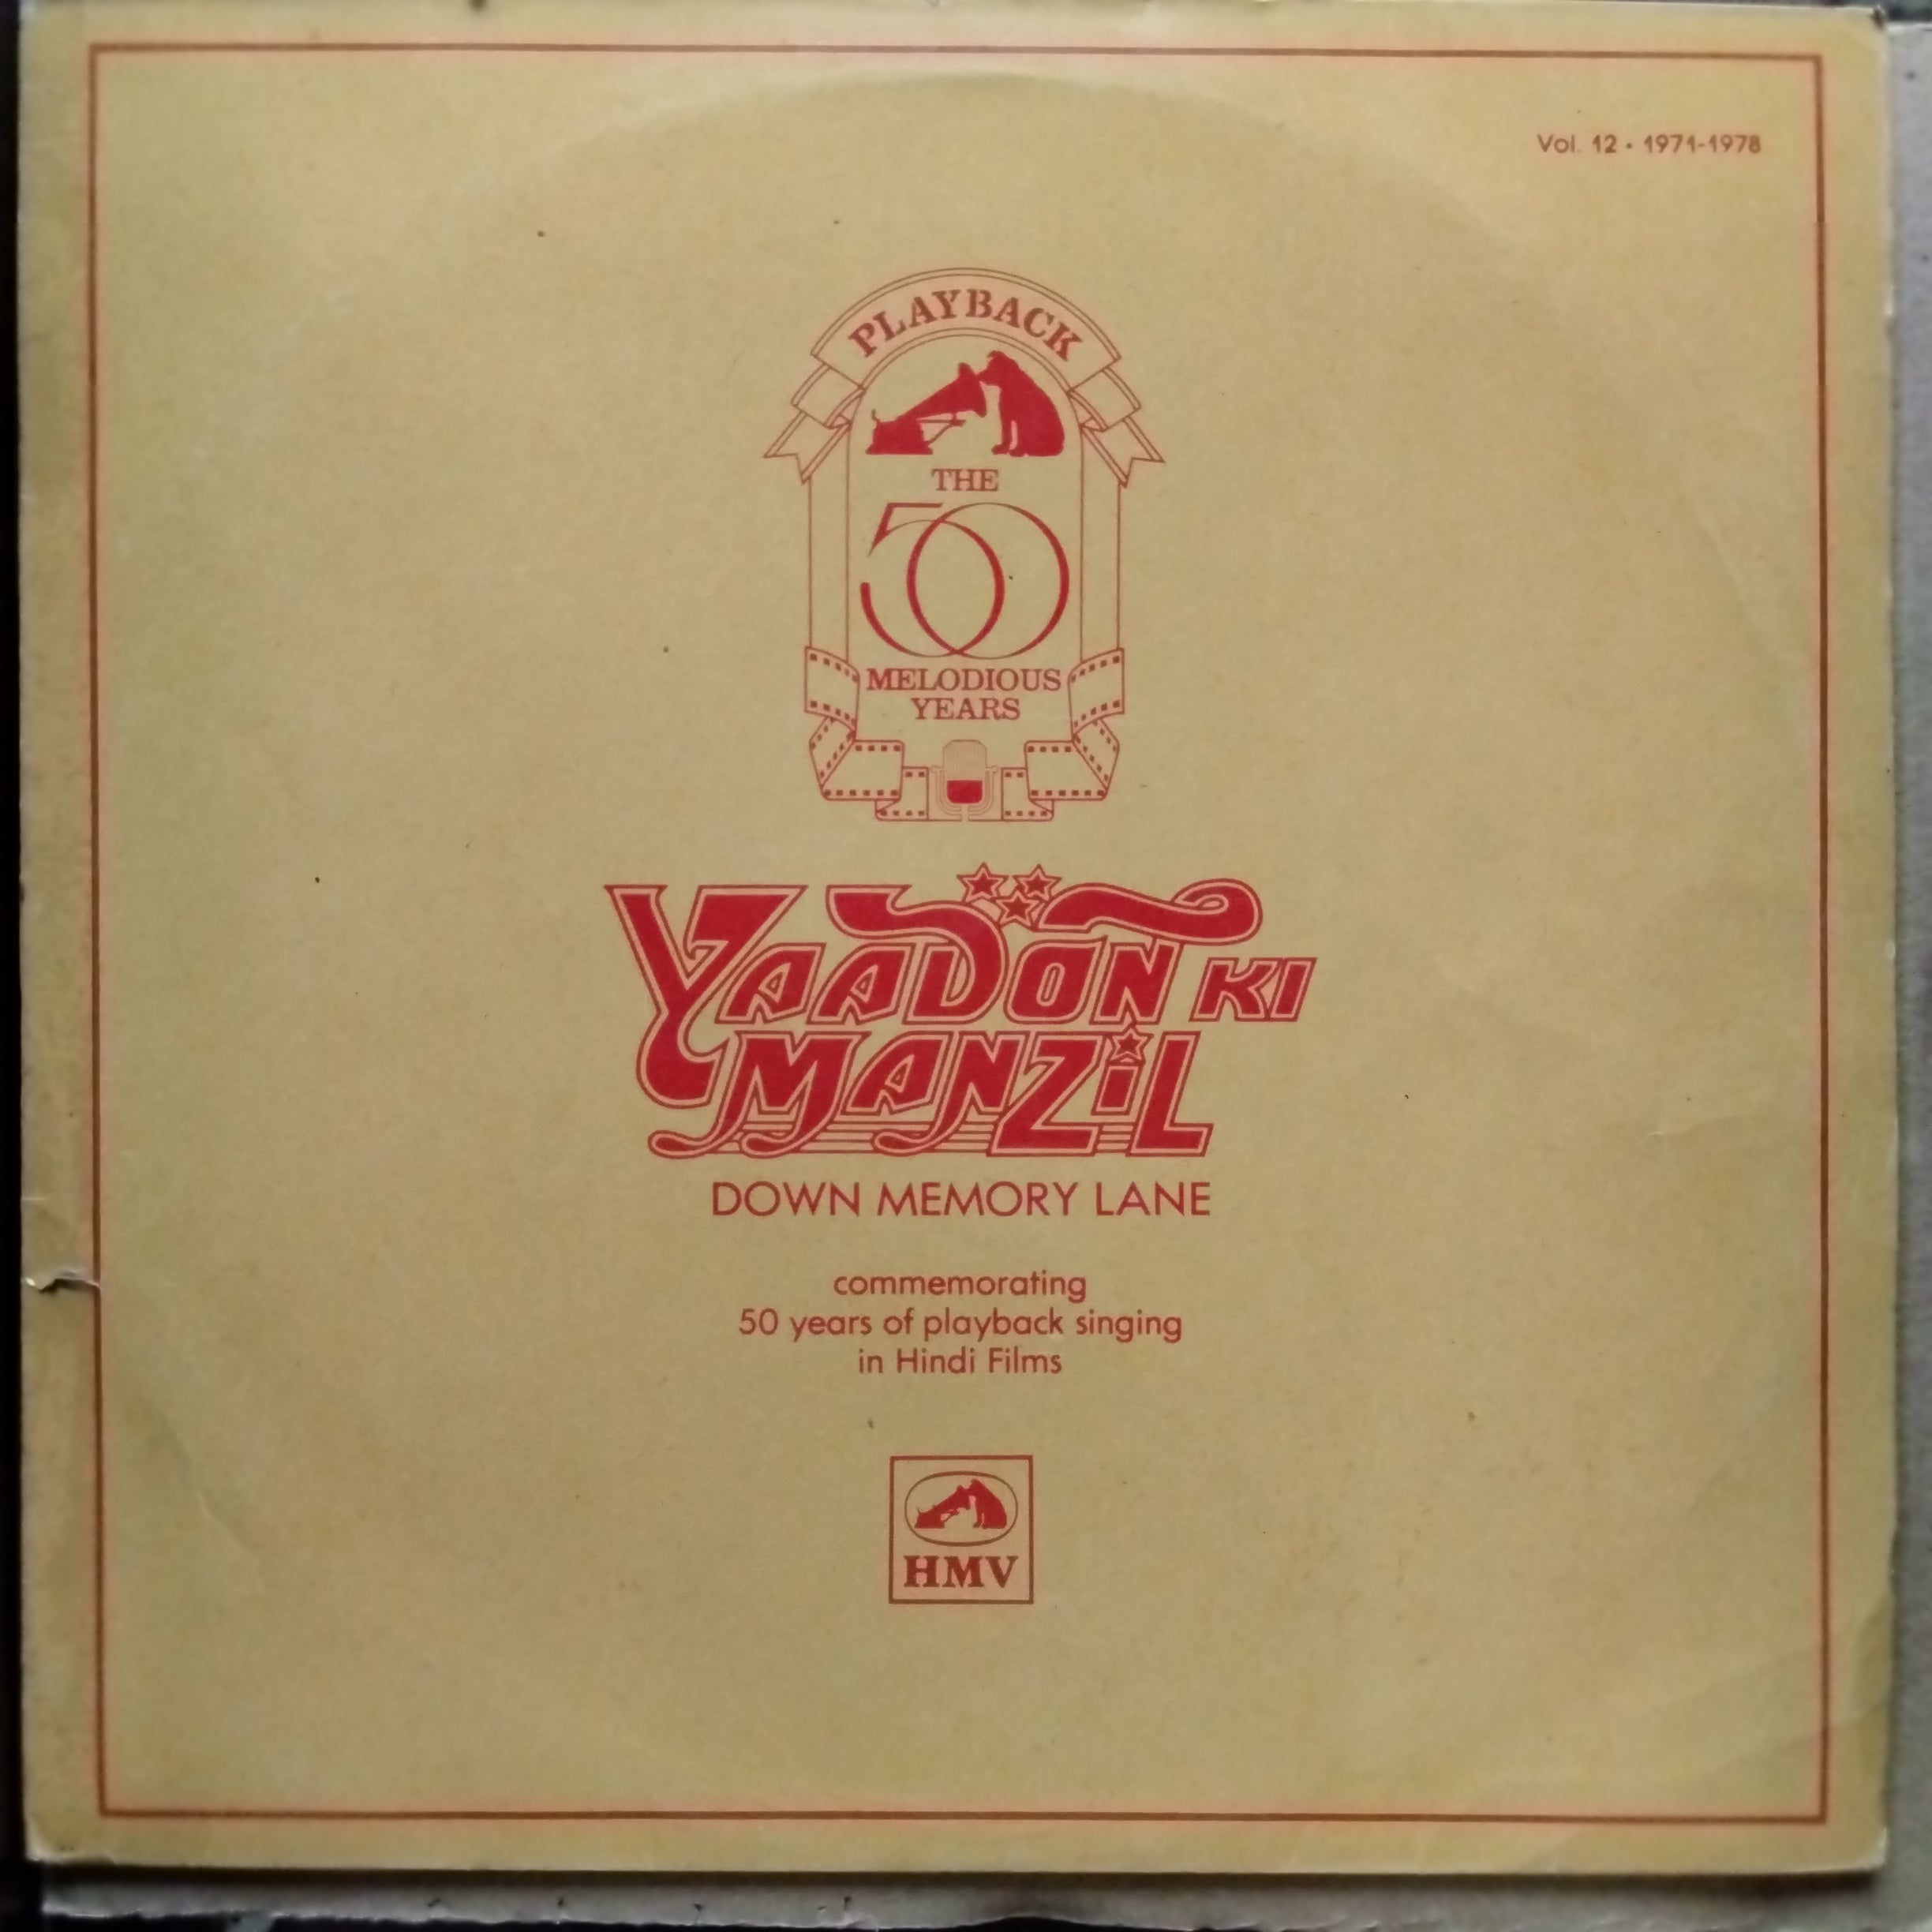 Vol. 12 • 1971-1978
PLAYBACK
THE
50
MELODIOUS
YEARS
YAADON KI
MANZiL
DOWN MEMORY LANE
commemorating
50 years of playback singing
in Hindi Films
HMV